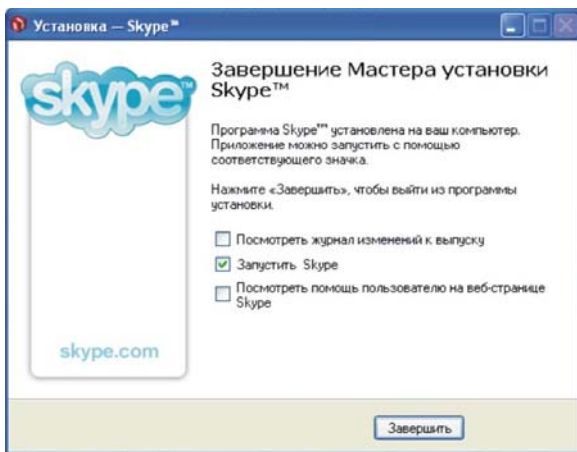 Установка — Skype™
skype™
Завершение Мастера установки
Skype™
Программа Skype™ установлена на ваш компьютер.
Приложение можно запустить с помощью
соответствующего значка.
Нажмите «Завершить», чтобы выйти из программы
установки.
Посмотреть журнал изменений к выпуску
Запустить Skype
Посмотреть помощь пользователю на веб-странице
Skype
skype.com
Завершить